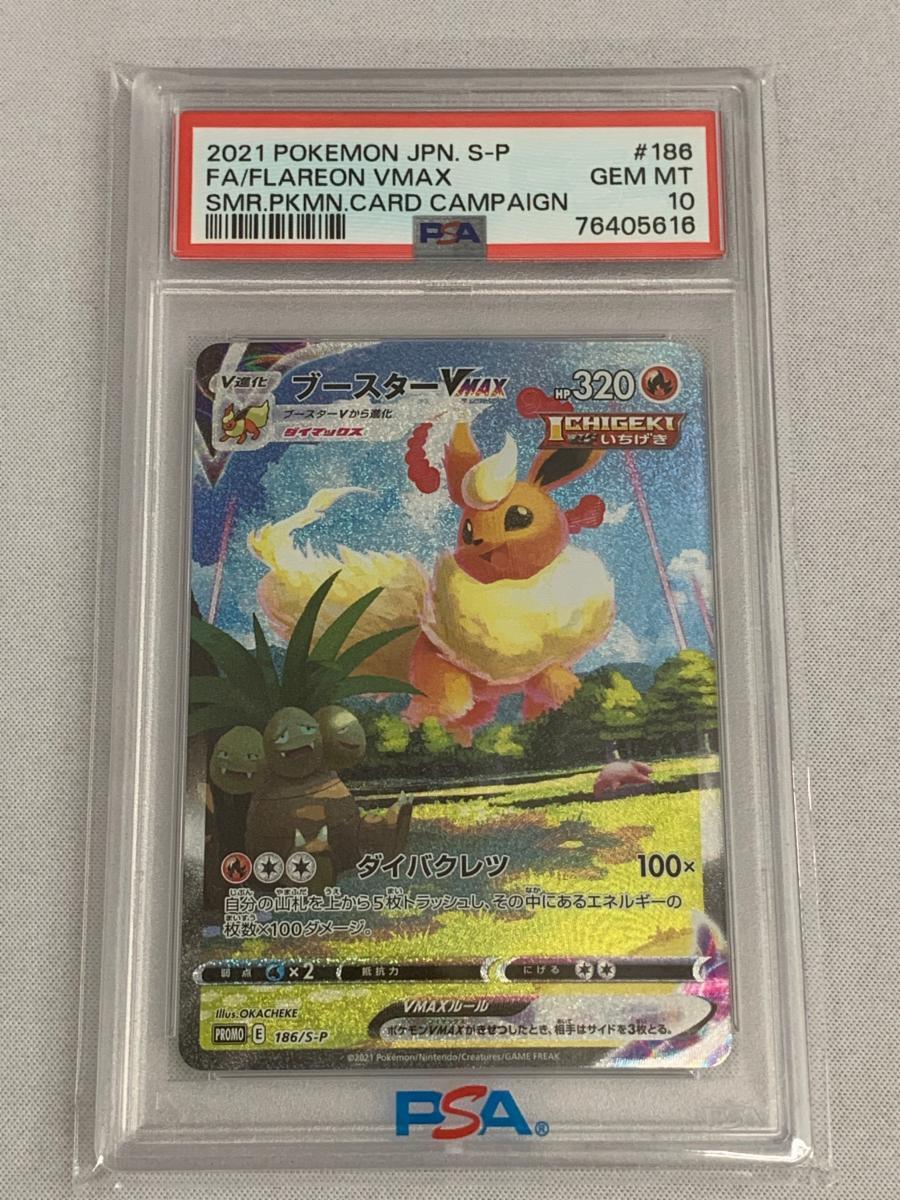 2021 POKEMON JPN. S-P #186
FA/FLAREON VMAX GEM MT
SMR.PKMN.CARD CAMPAIGN 10
PSA 76405616
V進化 ブースターVMAX HP320
ブースターVから進化
ダイマックス
ICHIGEKI
いちげき
ダイバクレツ 100×
自分の山札を上から5枚トラッシュし、その中にあるエネルギーの
枚数×100ダメージ。
弱点 ×2 抵抗力 にげる
Illus. OKACHEKE
VMAXルール
ポケモンVMAXがきぜつしたとき、相手はサイドを3枚とる。
PROMO E 186/S-P
©2021 Pokémon/Nintendo/Creatures/GAME FREAK
PSA®